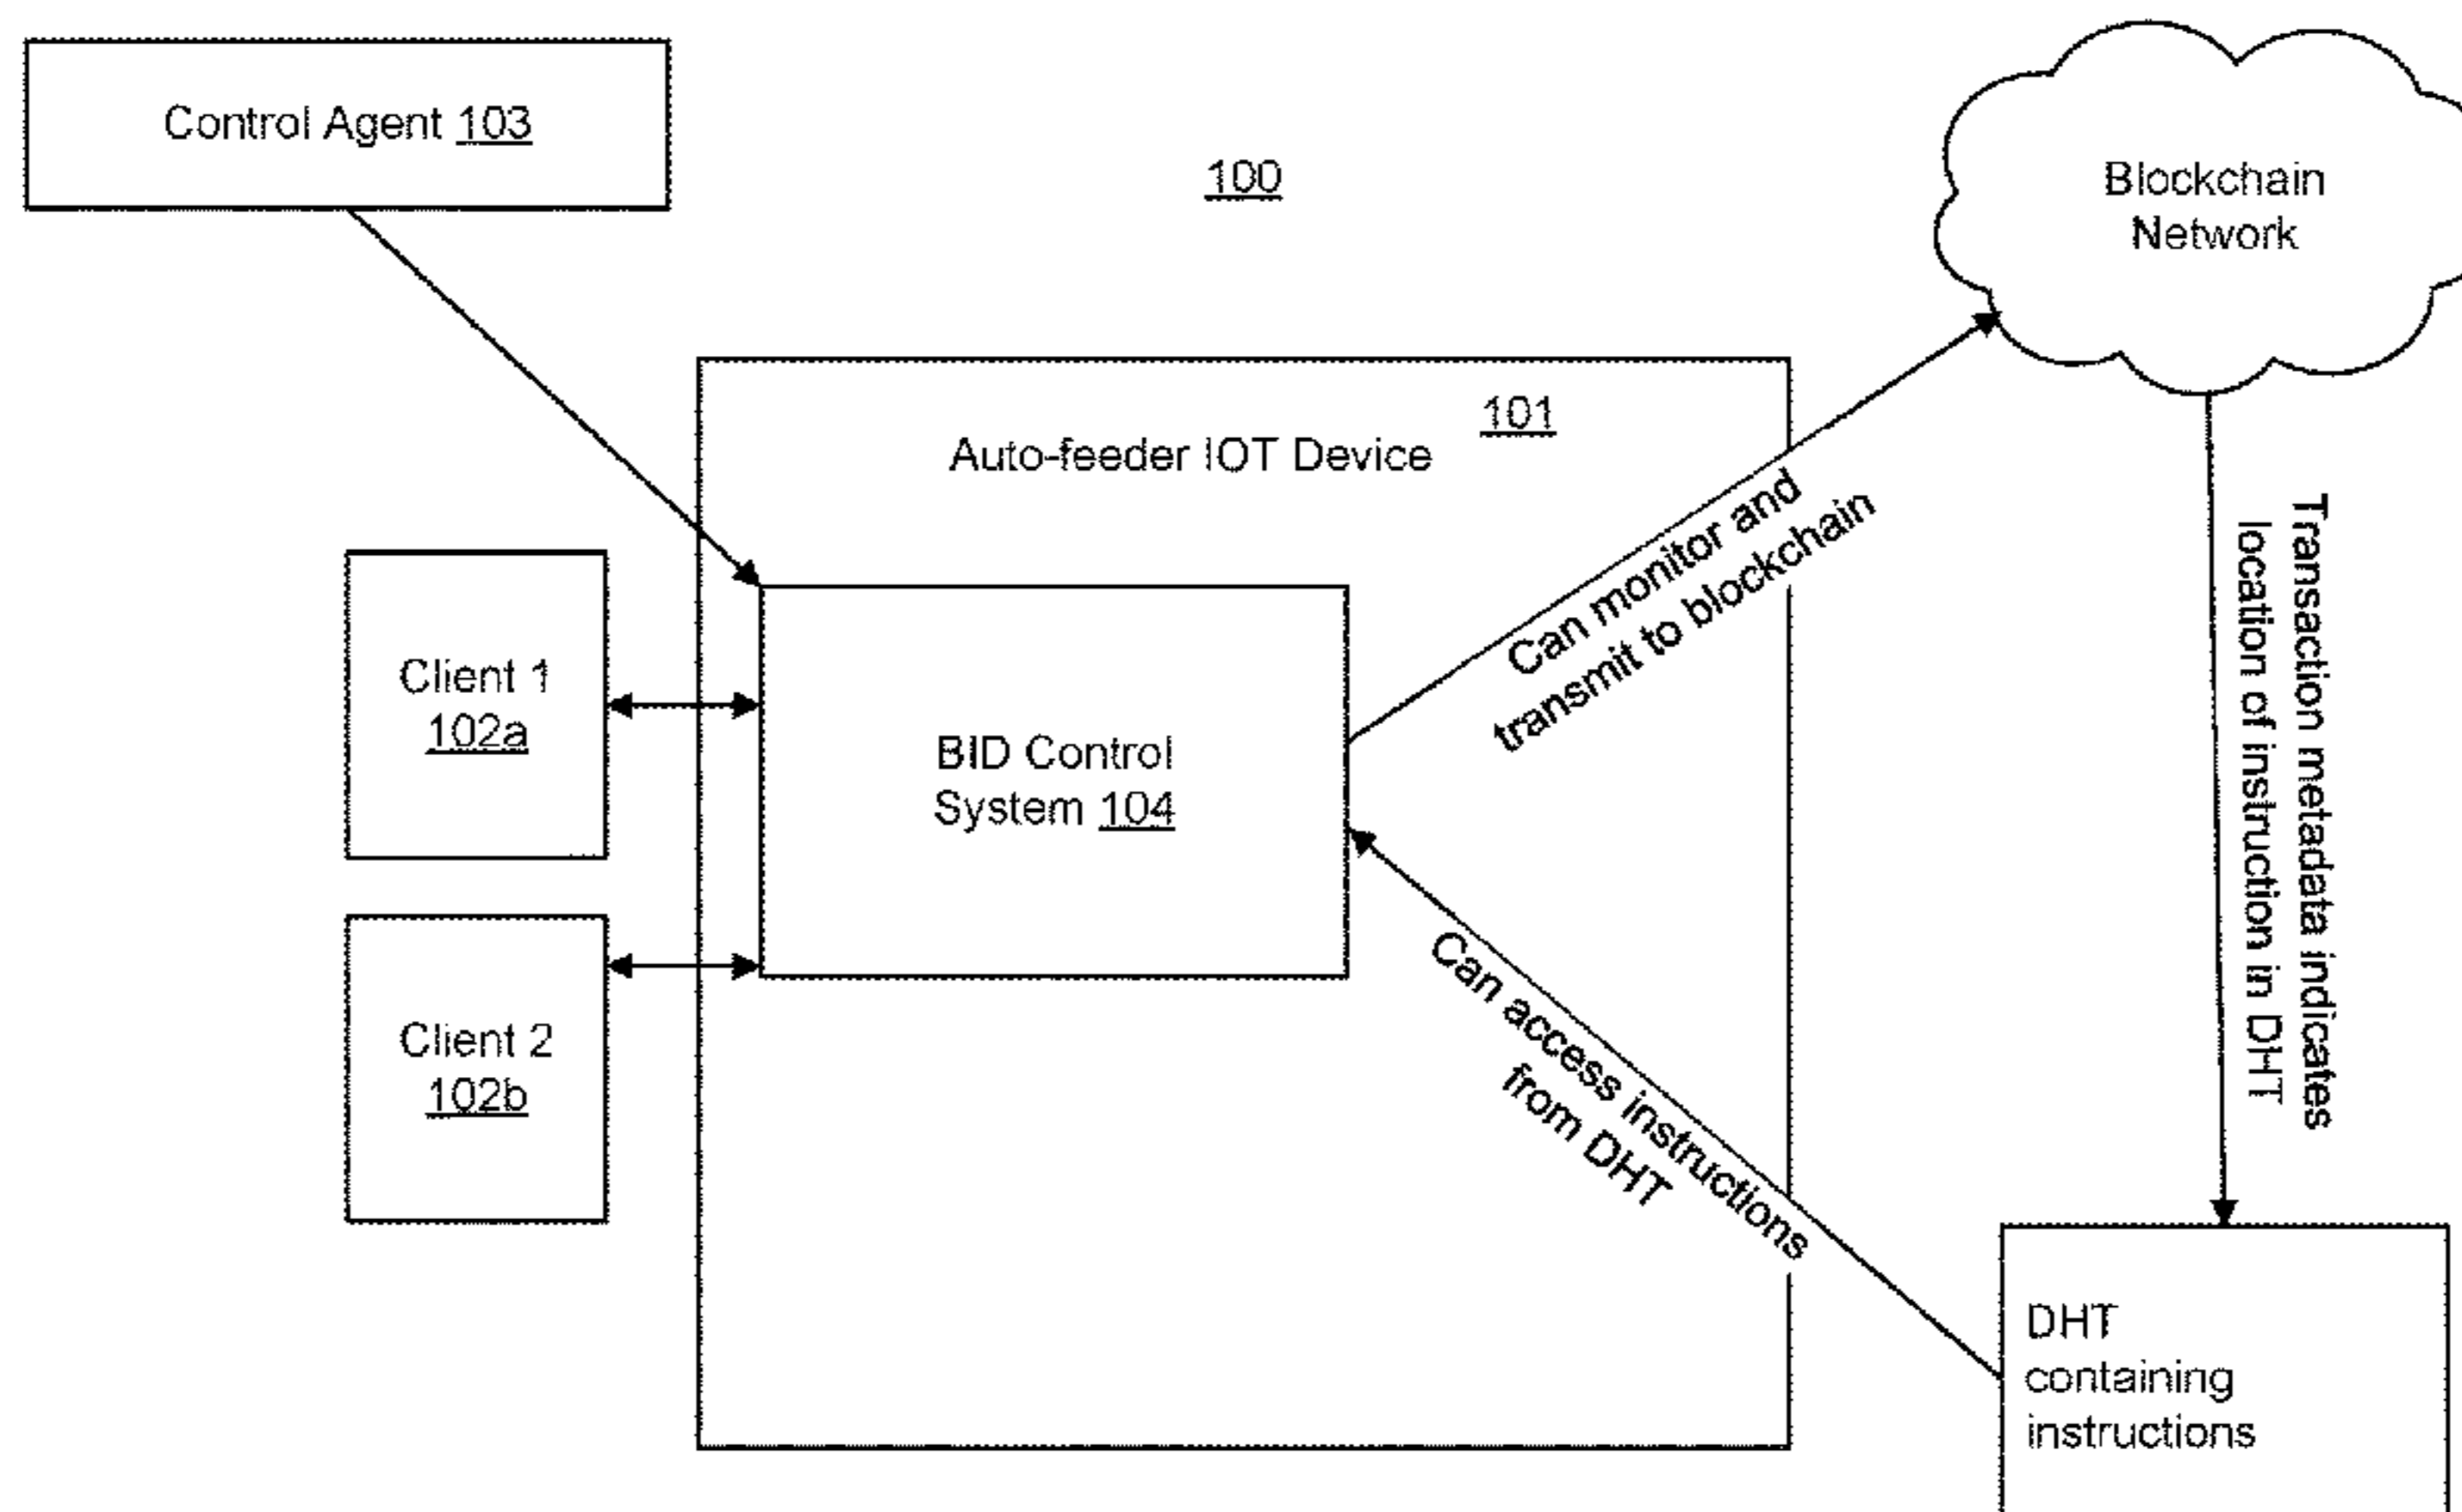 Control Agent 103
100
Blockchain
Network
101
Auto-feeder IOT Device
Can monitor and
transmit to blockchain
Transaction metadata indicates
location of instruction in DHT
Client 1
102a
BID Control
System 104
Client 2
102b
Can access instructions
from DHT
DHT
containing
instructions